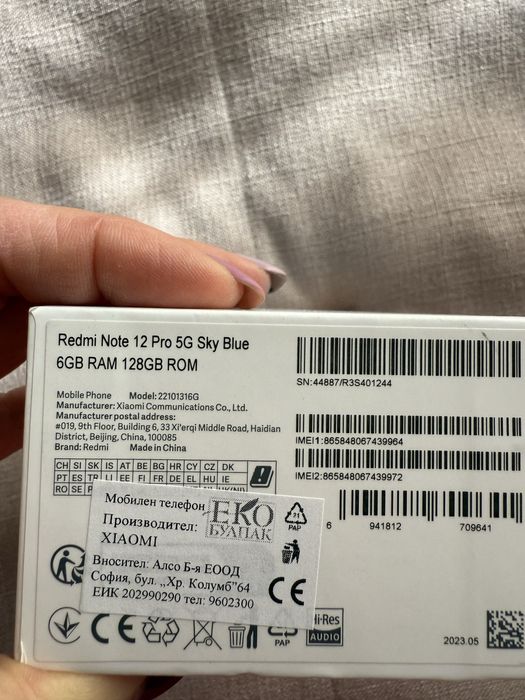 Redmi Note 12 Pro 5G Sky Blue
6GB RAM 128GB ROM
SN:44887/R3S401244
Mobile Phone Model: 22101316G
Manufacturer: Xiaomi Communications Co., Ltd.
Manufacturer postal address:
#019, 9th Floor, Building 6, 33 Xi'erqi Middle Road, Haidian
District, Beijing, China, 100085
Brand: Redmi Made in China
IMEI1:865848067439964
IMEI2:865848067439972
CH SI SK IS AT BE BG HR CY CZ DK
PT ES TR EE FI FR DE EL HU IE
RO SE
6 941812 709641
Мобилен телефон
Производител:
XIAOMI
ЕКО
БУЛПАК
21
PAP
Вносител: Алсо Б-я ЕООД
София, бул. „Хр. Колумб"64
ЕИК 202990290 тел: 9602300
CE
CE
21
PAP
Hi-Res
AUDIO
2023.05